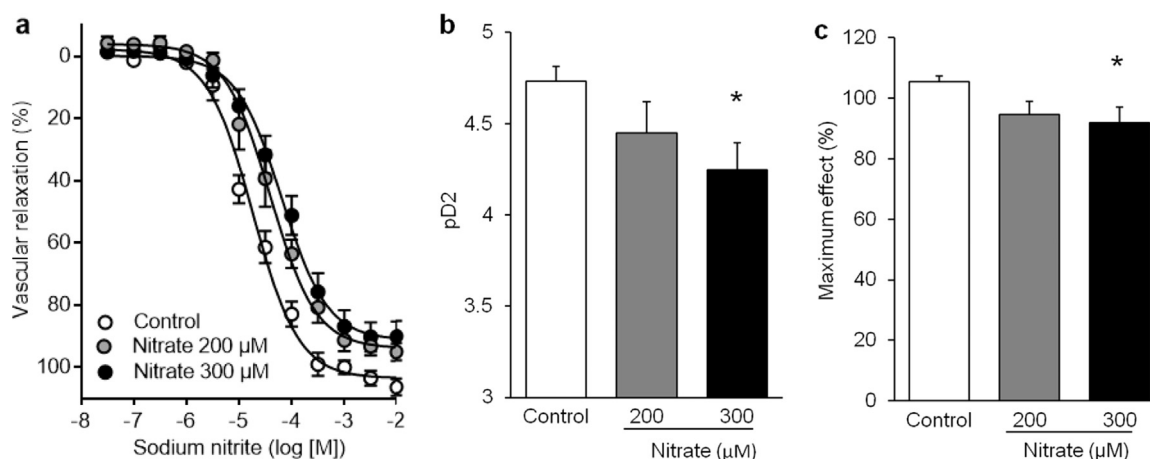 a
Vascular relaxation (%)
0
20
40
60
80
100
Control
Nitrate 200 µM
Nitrate 300 µM
-8
-7
-6
-5
-4
-3
-2
Sodium nitrite (log [M])
b
pD2
5
4.5
4
3.5
3
*
Control
200
300
Nitrate (µM)
c
Maximum effect (%)
120
100
80
60
40
20
0
*
Control
200
300
Nitrate (µM)